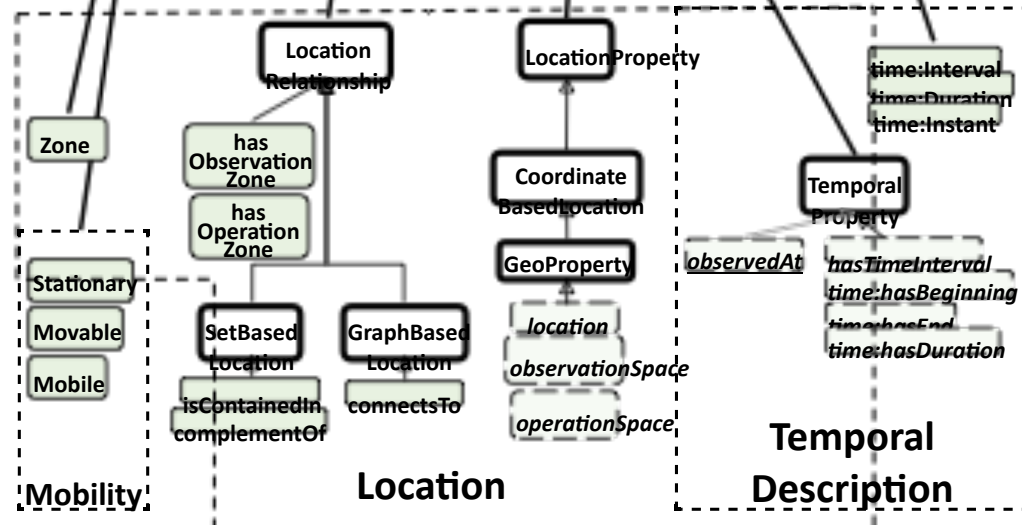 Location
Relationship
LocationProperty
time:Interval
time:Duration
time:Instant
Zone
has
Observation
Zone
has
Operation
Zone
Coordinate
BasedLocation
Temporal
Property
GeoProperty
observedAt
hasTimeInterval
time:hasBeginning
time:hasEnd
time:hasDuration
Stationary
Movable
Mobile
SetBased
Location
GraphBased
Location
isContainedIn
complementOf
connectsTo
location
observationSpace
operationSpace
Mobility
Location
Temporal
Description